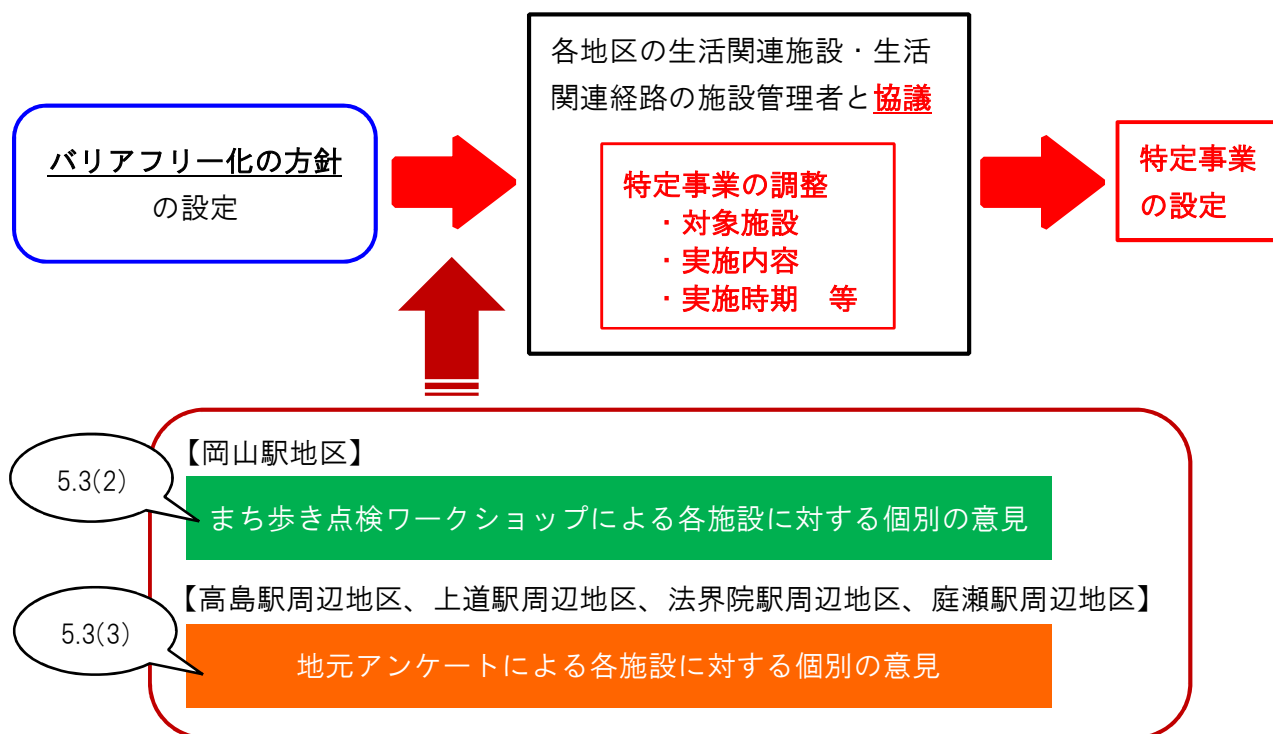 バリアフリー化の方針
の設定
各地区の生活関連施設・生活
関連経路の施設管理者と協議
特定事業の調整
・対象施設
・実施内容
・実施時期　等
特定事業
の設定
5.3(2)
【岡山駅地区】
まち歩き点検ワークショップによる各施設に対する個別の意見
5.3(3)
【高島駅周辺地区、上道駅周辺地区、法界院駅周辺地区、庭瀬駅周辺地区】
地元アンケートによる各施設に対する個別の意見